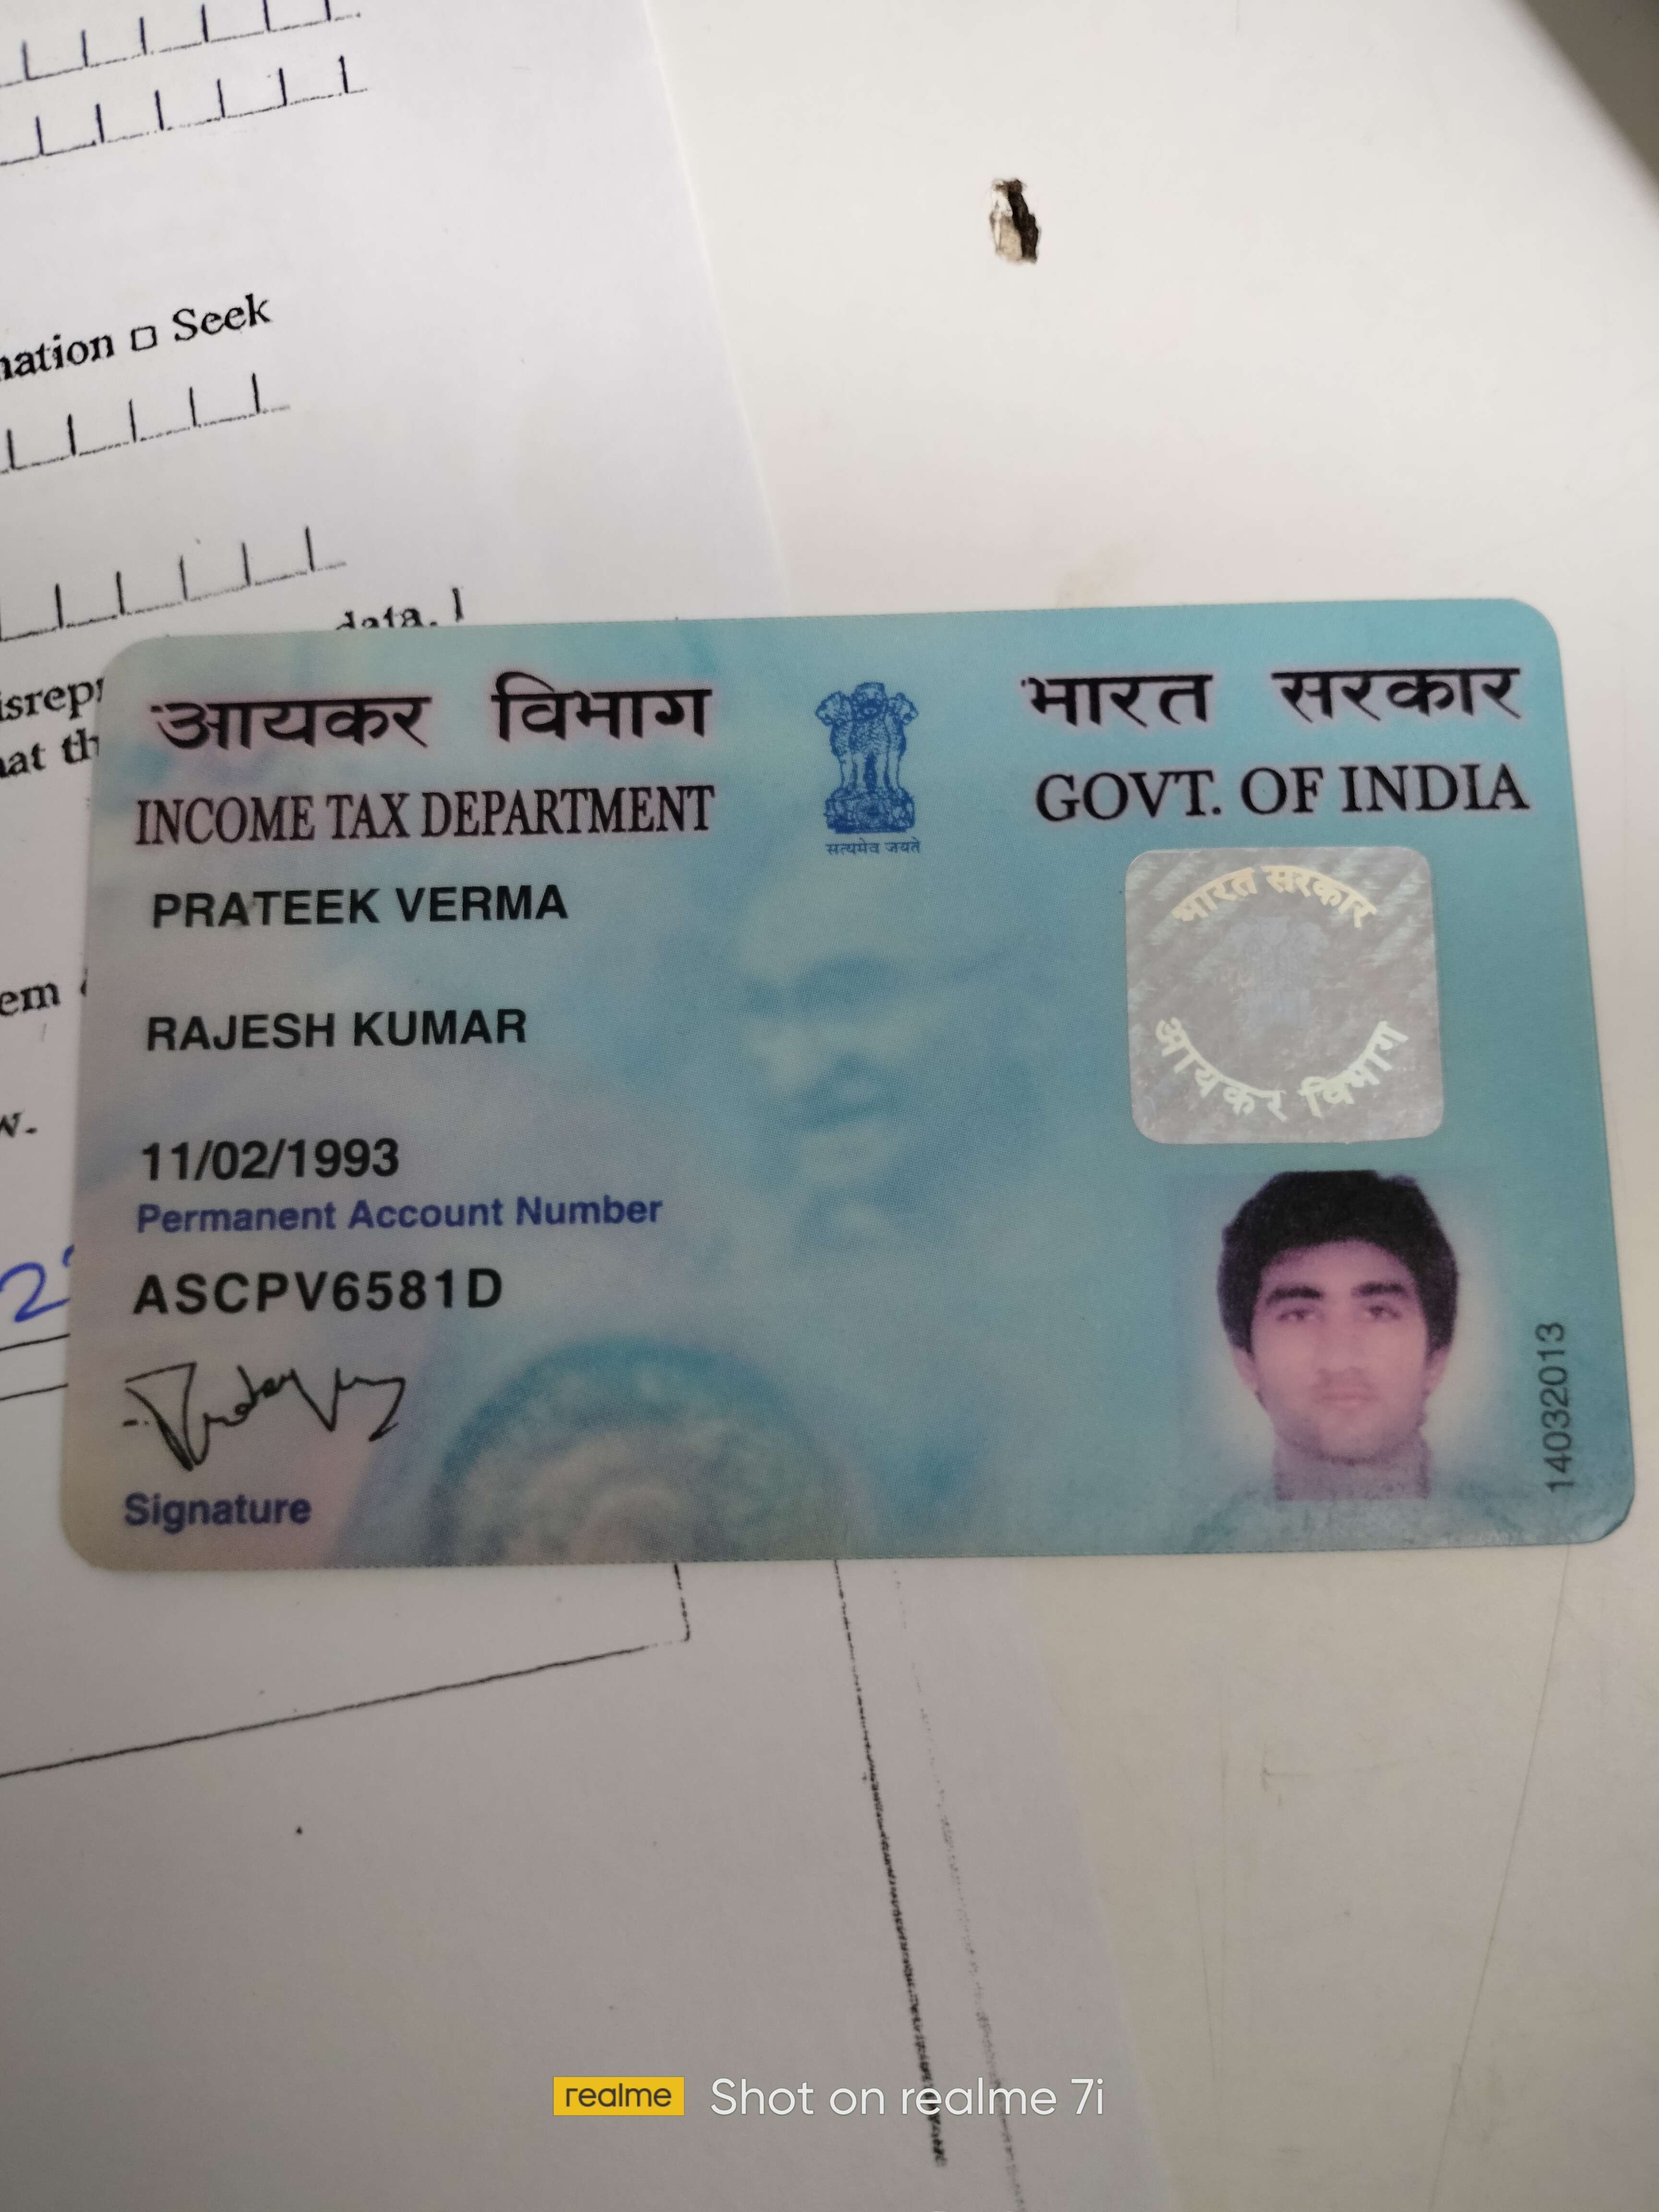 nation □ Seek
data. I
isrepr
at th
em
w.
आयकर विभाग
INCOME TAX DEPARTMENT
सत्यमेव जयते
भारत सरकार
GOVT. OF INDIA
PRATEEK VERMA
RAJESH KUMAR
11/02/1993
Permanent Account Number
ASCPV6581D
Signature
भारत सरकार
आयकर विभाग
14032013
2
realme Shot on realme 7i